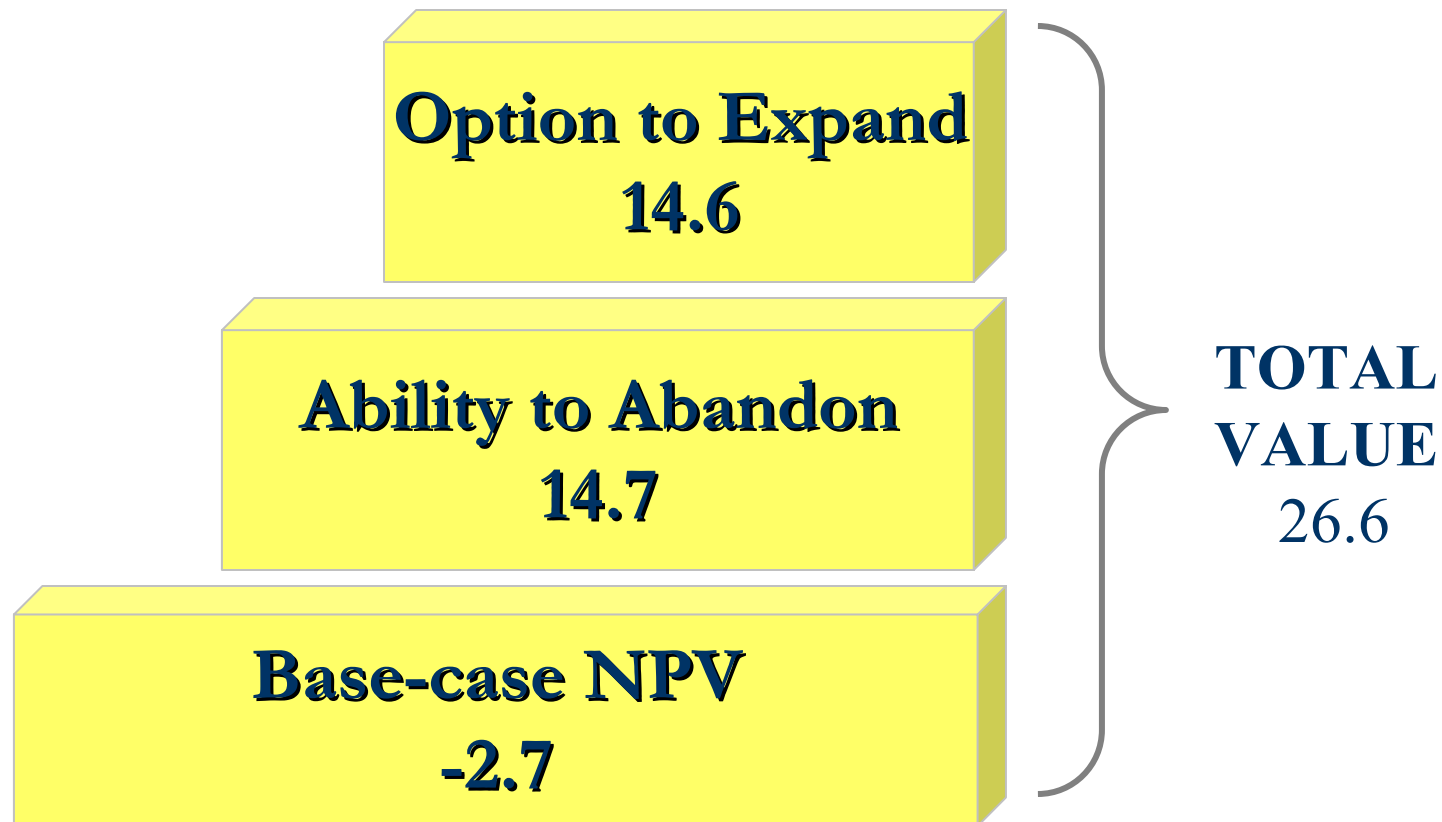 Option to Expand
14.6
Ability to Abandon
14.7
TOTAL
VALUE
26.6
Base-case NPV
-2.7